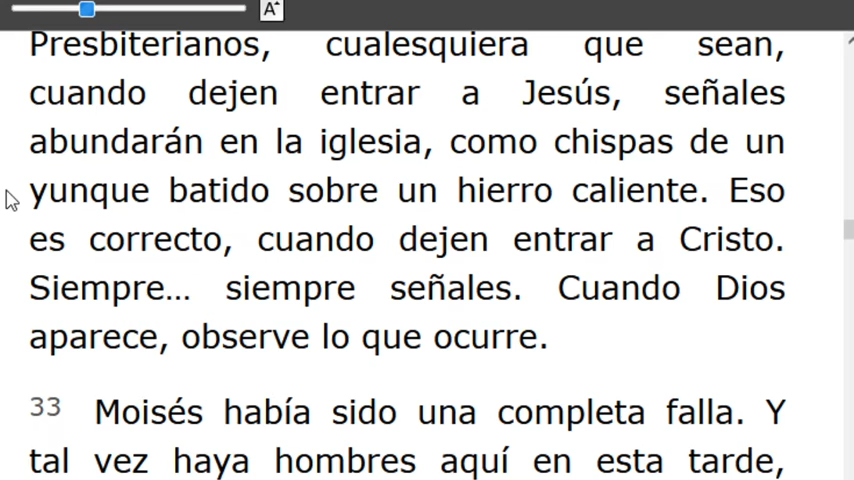 A
Presbiterianos, cualesquiera que sean,
cuando dejen entrar a Jesús, señales
abundarán en la iglesia, como chispas de un
yunque batido sobre un hierro caliente. Eso
es correcto, cuando dejen entrar a Cristo.
Siempre… siempre señales. Cuando Dios
aparece, observe lo que ocurre.
33 Moisés había sido una completa falla. Y
tal vez haya hombres aquí en esta tarde,